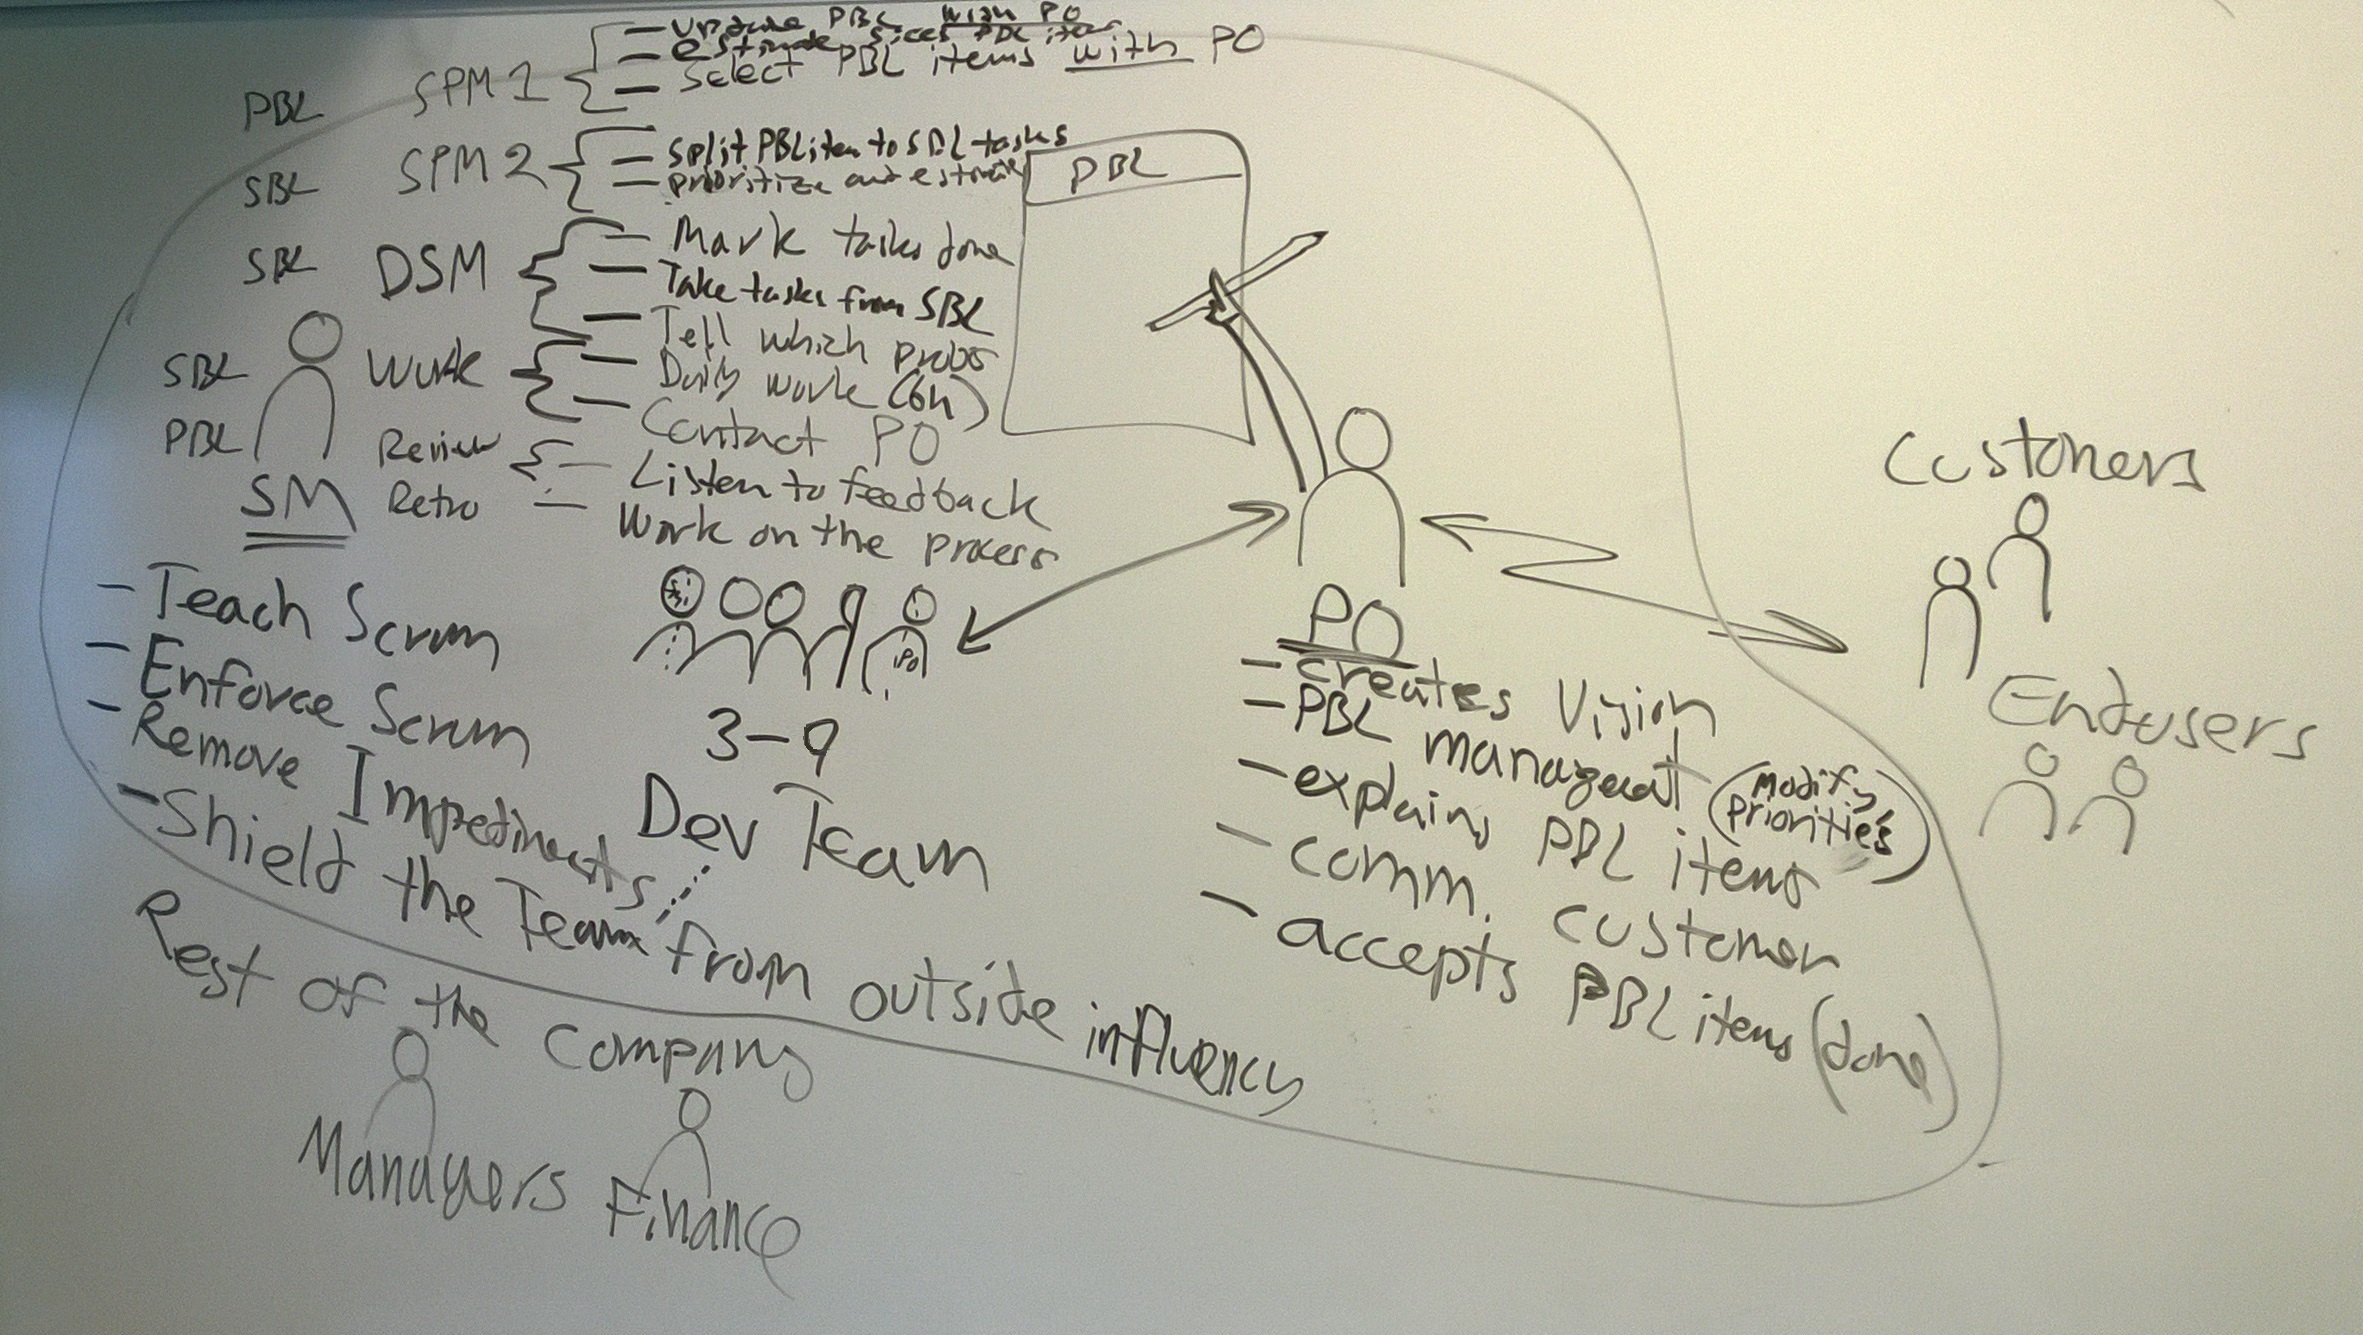 update PBL with PO
estimate sizes PBL items
PBL SPM 1 select PBL items with PO
SBL SPM 2 split PBL item to SBL tasks
prioritize and estimate
PBL
SBL DSM Mark tasks done
Take tasks from SBL
Tell which probs
SBL Work Daily work (6h)
Contact PO
PBL Review Listen to feedback
SM Retro Work on the process
- Teach Scrum
- Enforce Scrum
- Remove Impediments
- Shield the Team from outside influency
PO
3-9
Dev Team
PO
- creates Vision
- PBL managent (modify priorities)
- explains PBL items
- comm. customer
- accepts PBL items (done)
Customers
Endusers
Rest of the company
Managers Finance